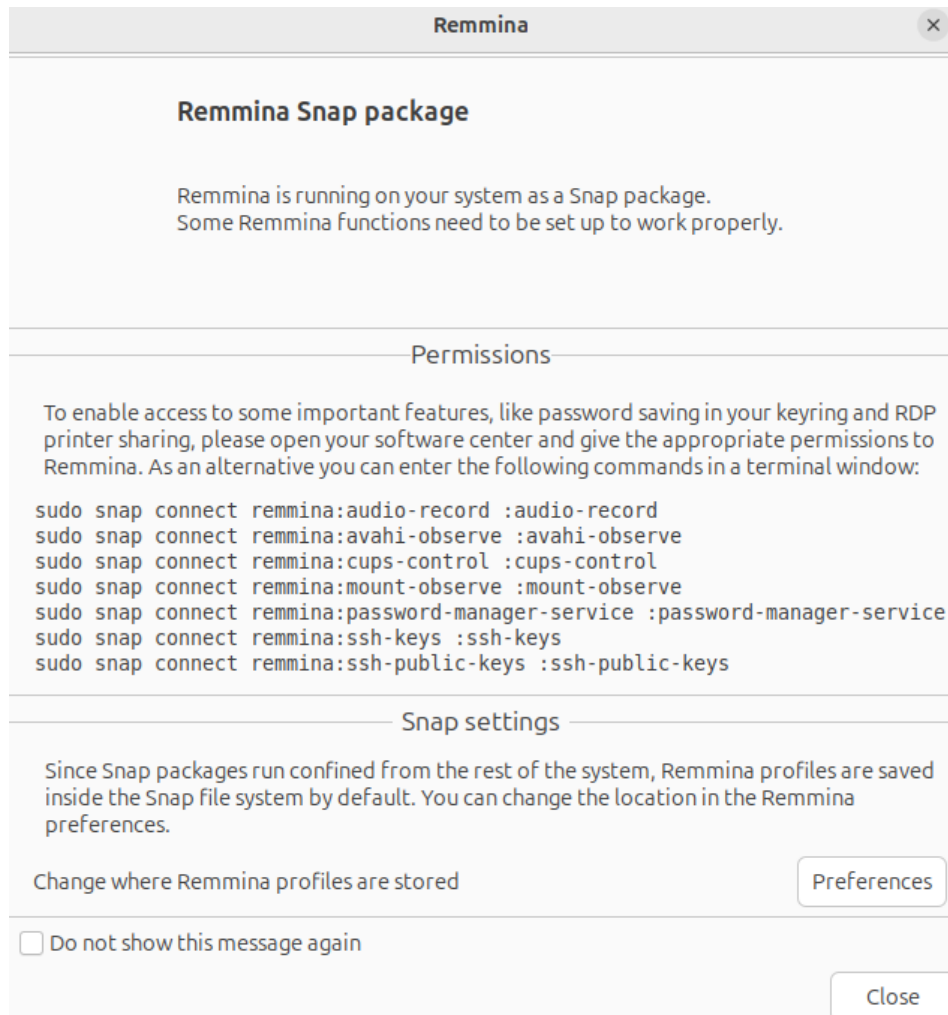 Remmina
Remmina Snap package
Remmina is running on your system as a Snap package.
Some Remmina functions need to be set up to work properly.
Permissions
To enable access to some important features, like password saving in your keyring and RDP
printer sharing, please open your software center and give the appropriate permissions to
Remmina. As an alternative you can enter the following commands in a terminal window:
sudo snap connect remmina:audio-record :audio-record
sudo snap connect remmina:avahi-observe :avahi-observe
sudo snap connect remmina:cups-control :cups-control
sudo snap connect remmina:mount-observe :mount-observe
sudo snap connect remmina:password-manager-service :password-manager-service
sudo snap connect remmina:ssh-keys :ssh-keys
sudo snap connect remmina:ssh-public-keys :ssh-public-keys
Snap settings
Since Snap packages run confined from the rest of the system, Remmina profiles are saved
inside the Snap file system by default. You can change the location in the Remmina
preferences.
Change where Remmina profiles are stored Preferences
Do not show this message again
Close